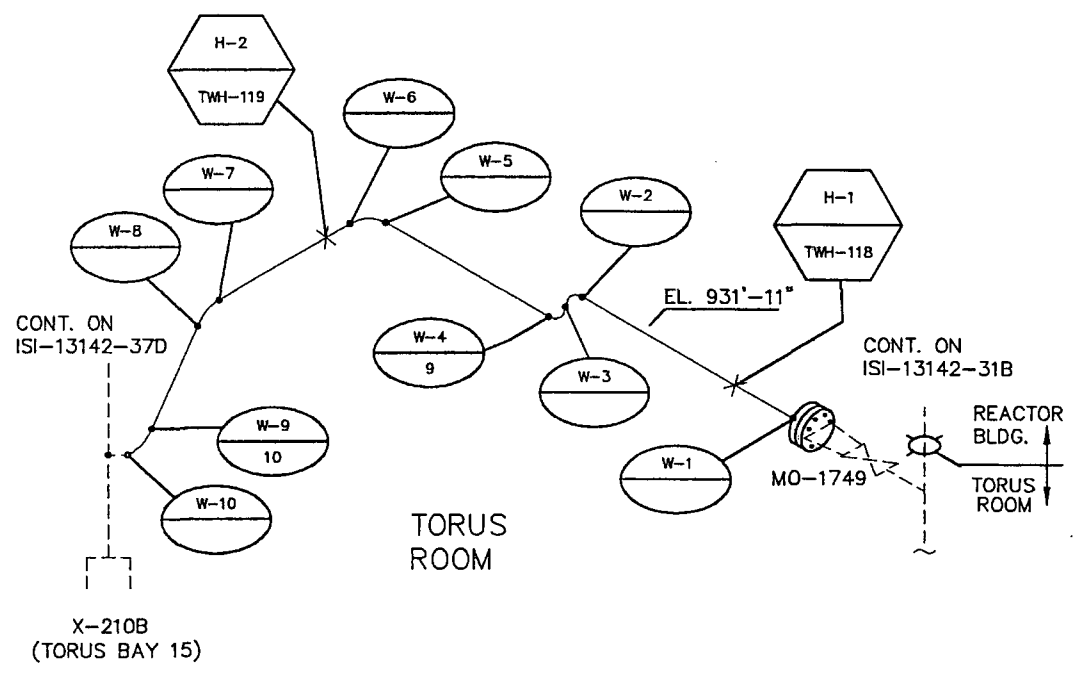 H-2
TWH-119
W-6
W-5
W-7
W-2
H-1
TWH-118
W-8
EL. 931'-11"
CONT. ON
ISI-13142-37D
W-4
9
W-3
CONT. ON
ISI-13142-31B
REACTOR
BLDG.
W-9
10
W-1
MO-1749
TORUS
ROOM
W-10
TORUS
ROOM
X-210B
(TORUS BAY 15)